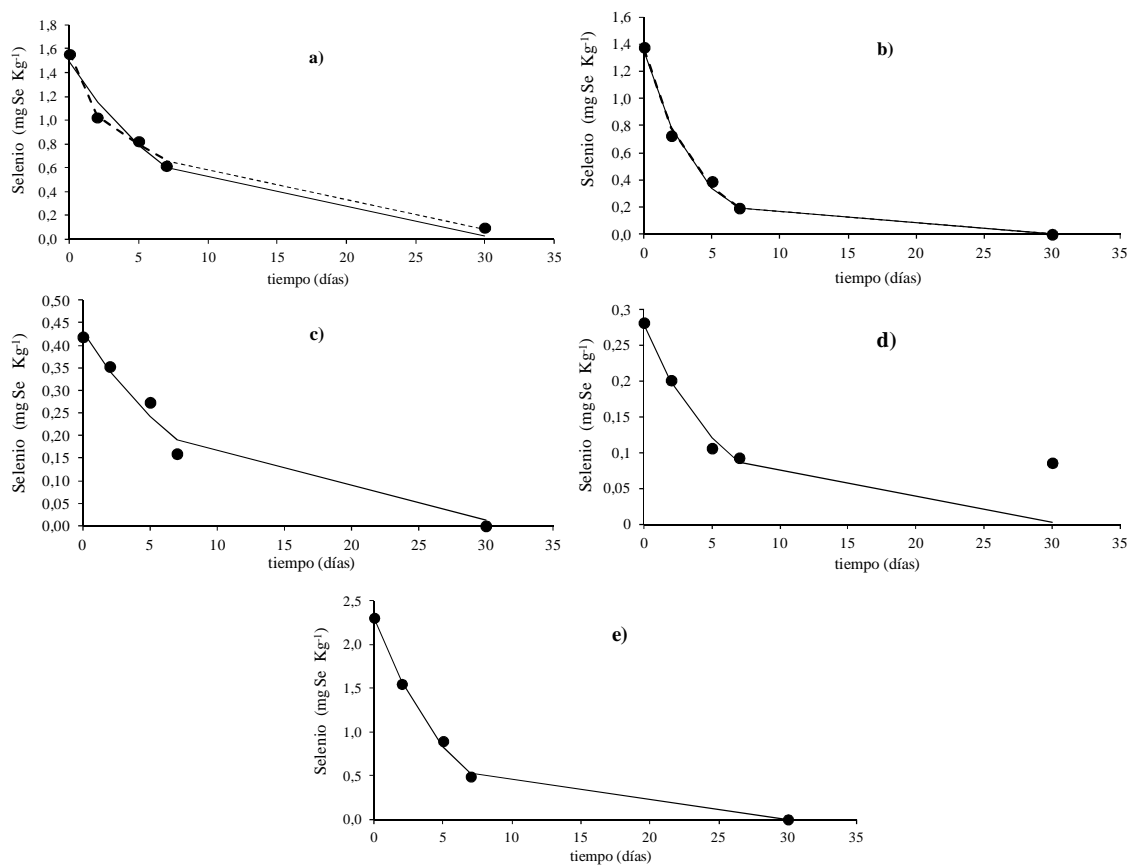 a)
Selenio (mg Se Kg-1)
1,8
1,6
1,4
1,2
1,0
0,8
0,6
0,4
0,2
0,0
0 5 10 15 20 25 30 35
tiempo (días)
b)
Selenio (mg Se Kg-1)
1,6
1,4
1,2
1,0
0,8
0,6
0,4
0,2
0,0
0 5 10 15 20 25 30 35
tiempo (días)
c)
Selenio (mg Se Kg-1)
0,50
0,45
0,40
0,35
0,30
0,25
0,20
0,15
0,10
0,05
0,00
0 5 10 15 20 25 30 35
tiempo (días)
d)
Selenio (mg Se Kg-1)
0,3
0,25
0,2
0,15
0,1
0,05
0
0 5 10 15 20 25 30 35
tiempo (días)
e)
Selenio (mg Se Kg-1)
2,5
2,0
1,5
1,0
0,5
0,0
0 5 10 15 20 25 30 35
tiempo (días)